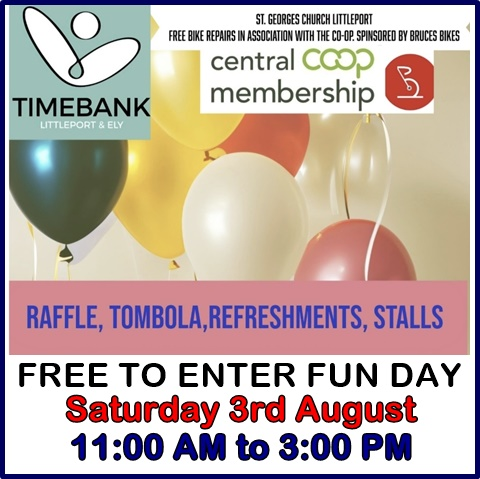 ST. GEORGES CHURCH LITTLEPORT
FREE BIKE REPAIRS IN ASSOCIATION WITH THE CO-OP. SPONSORED BY BRUCES BIKES
central COOP
membership
TIMEBANK
LITTLEPORT & ELY
RAFFLE, TOMBOLA,REFRESHMENTS, STALLS
FREE TO ENTER FUN DAY
Saturday 3rd August
11:00 AM to 3:00 PM